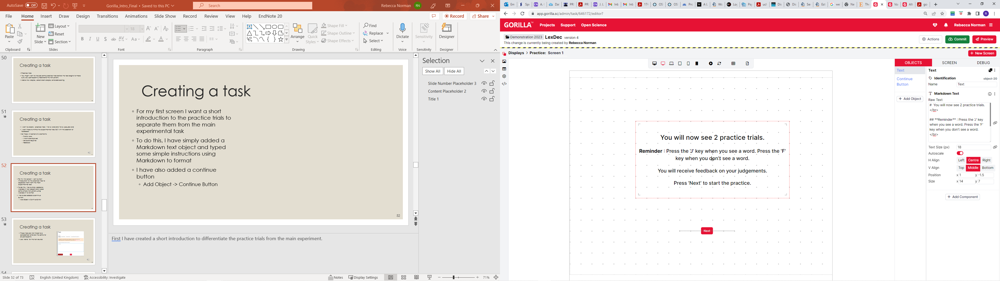 AutoSave Off Gorilla_Intro_Final • Saved to this PC Search Rebecca Norman RN
File Home Insert Draw Design Transitions Animations Slide Show Record Review View Help EndNote 20 Record Share
Paste New Slide Layout Reset Section 18 B I U S ab AV Aa A Arrange Quick Styles Shape Fill Shape Outline Shape Effects Find Replace Select Dictate Sensitivity Designer
Clipboard Slides Font Paragraph Drawing Editing Voice Sensitivity Designer
50
Creating a task
51
Creating a task
52
Creating a task
53
Creating a task
54
Creating a task
◦ For my first screen I want a short
introduction to the practice trials to
separate them from the main
experimental task
◦ To do this, I have simply added a
Markdown text object and typed
some simple instructions using
Markdown to format
◦ I have also added a continue
button
◦ Add Object -> Continue Button
52
First I have created a short introduction to differentiate the practice trials from the main experiment.
Selection
Show All Hide All
Slide Number Placeholder 3
Content Placeholder 2
Title 1
Slide 52 of 73 English (United Kingdom) Accessibility: Investigate Notes Display Settings 71%
app.gorilla.sc/admin/task/646172/editor?
GORILLA™ Projects Support Open Science Rebecca Norman
Demonstration 2023 LexDec version 4 Actions Commit Preview
This change is currently being created by Rebecca Norman
Displays > Practice: Screen 1 + New Screen
OBJECTS SCREEN DEBUG
Text
Continue
Button
+ Add Object
Text
Identification object-20
Name Text
Markdown Text
Raw Text
# You will now see 2 practice trials.
</br>
## **Reminder** : Press the 'J' key
when you see a word. Press the 'F'
key when you don't see a word.
</br>
Text Size (px) 18
Autoscale
H Align Left Centre Right
V Align Top Middle Bottom
Position x 1 y -1.5
Size x 14 y 7
+ Add Component
You will now see 2 practice trials.
Reminder : Press the 'J' key when you see a word. Press the 'F'
key when you don't see a word.
You will receive feedback on your judgements.
Press 'Next' to start the practice.
Next